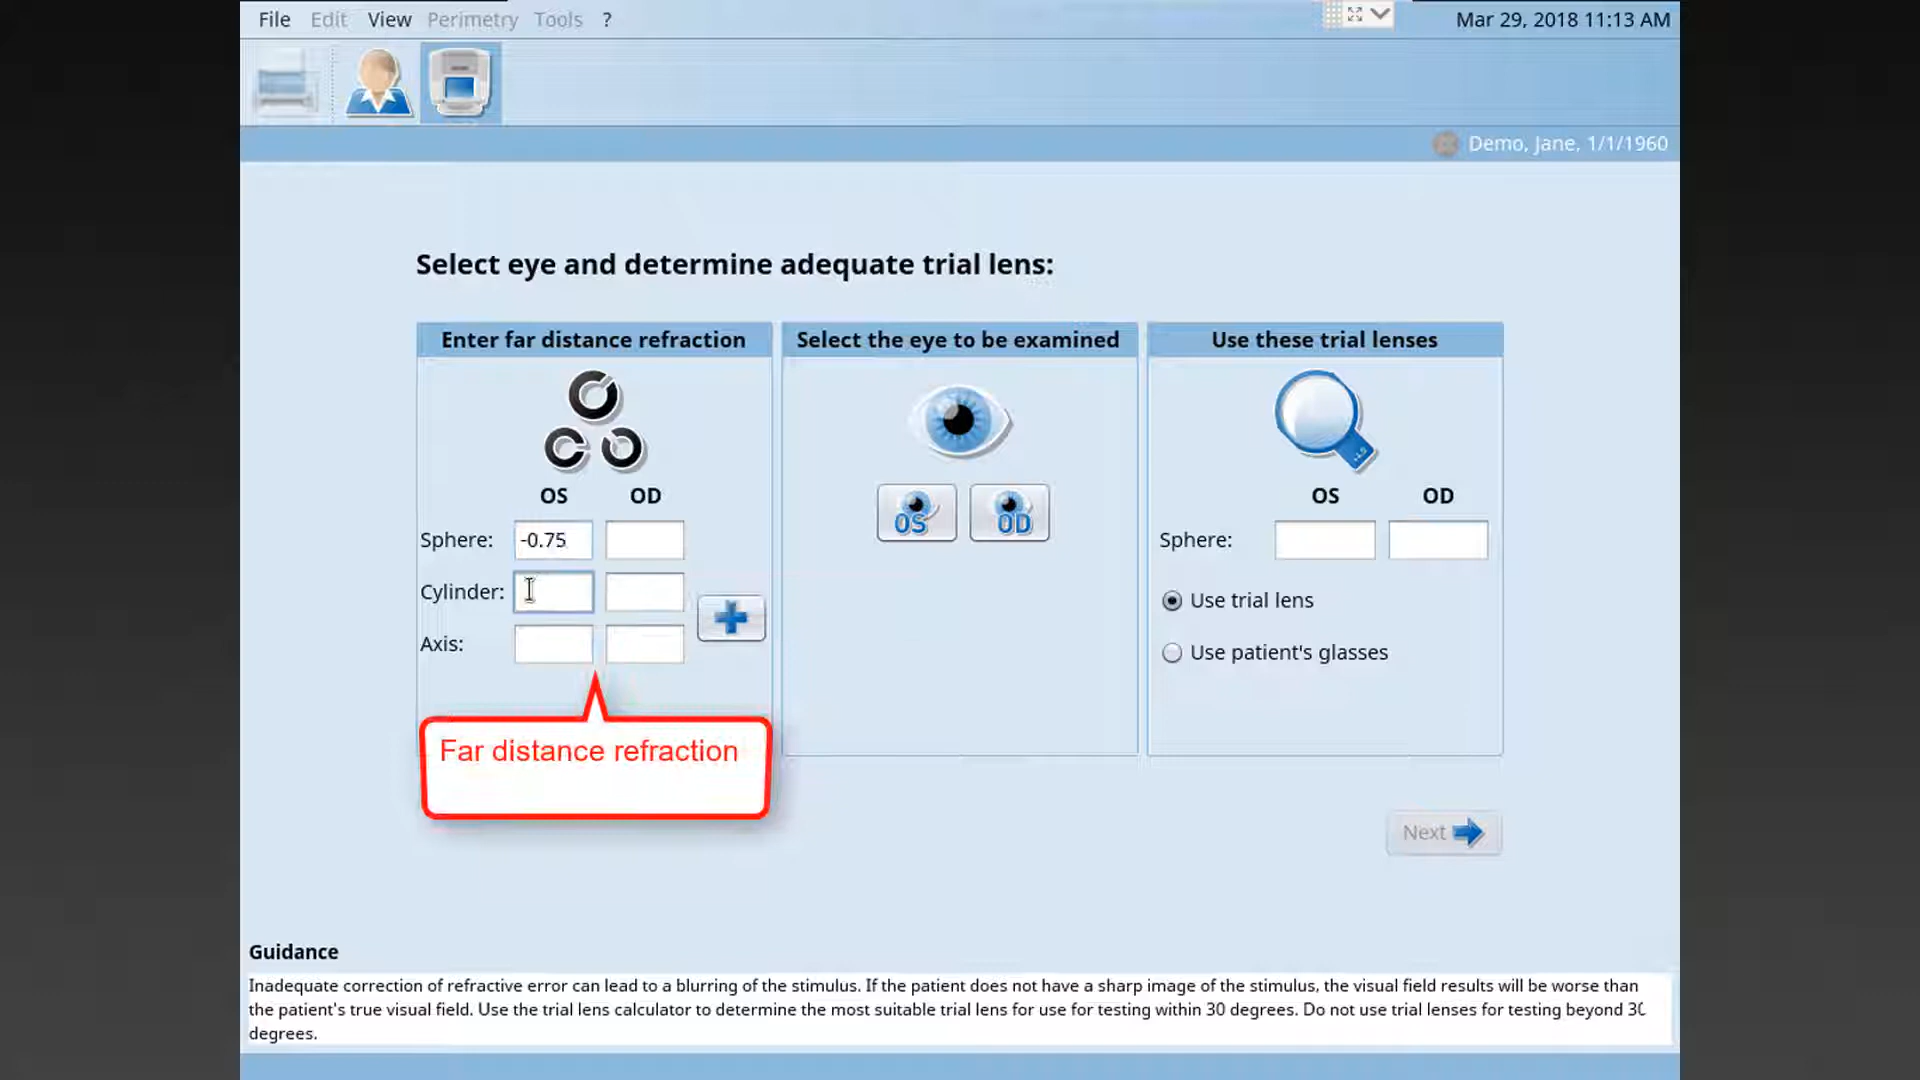 File Edit View Perimetry Tools ?
Mar 29, 2018 11:13 AM
Demo, Jane, 1/1/1960
Select eye and determine adequate trial lens:
Enter far distance refraction
OS OD
Sphere: -0.75
Cylinder:
Axis:
Far distance refraction
Select the eye to be examined
OS OD
Use these trial lenses
OS OD
Sphere:
Use trial lens
Use patient's glasses
Next
Guidance
Inadequate correction of refractive error can lead to a blurring of the stimulus. If the patient does not have a sharp image of the stimulus, the visual field results will be worse than
the patient's true visual field. Use the trial lens calculator to determine the most suitable trial lens for use for testing within 30 degrees. Do not use trial lenses for testing beyond 30
degrees.